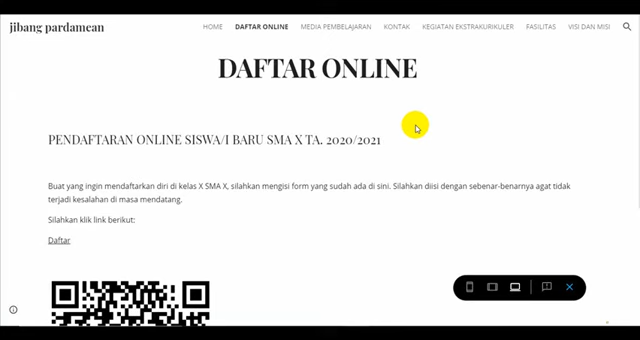 jibang pardamean
HOME DAFTAR ONLINE MEDIA PEMBELAJARAN KONTAK KEGIATAN EKSTRAKURIKULER FASILITAS VISI DAN MISI
DAFTAR ONLINE
PENDAFTARAN ONLINE SISWA/I BARU SMA X TA. 2020/2021
Buat yang ingin mendaftarkan diri di kelas X SMA X, silahkan mengisi form yang sudah ada di sini. Silahkan diisi dengan sebenar-benarnya agat tidak
terjadi kesalahan di masa mendatang.
Silahkan klik link berikut:
Daftar